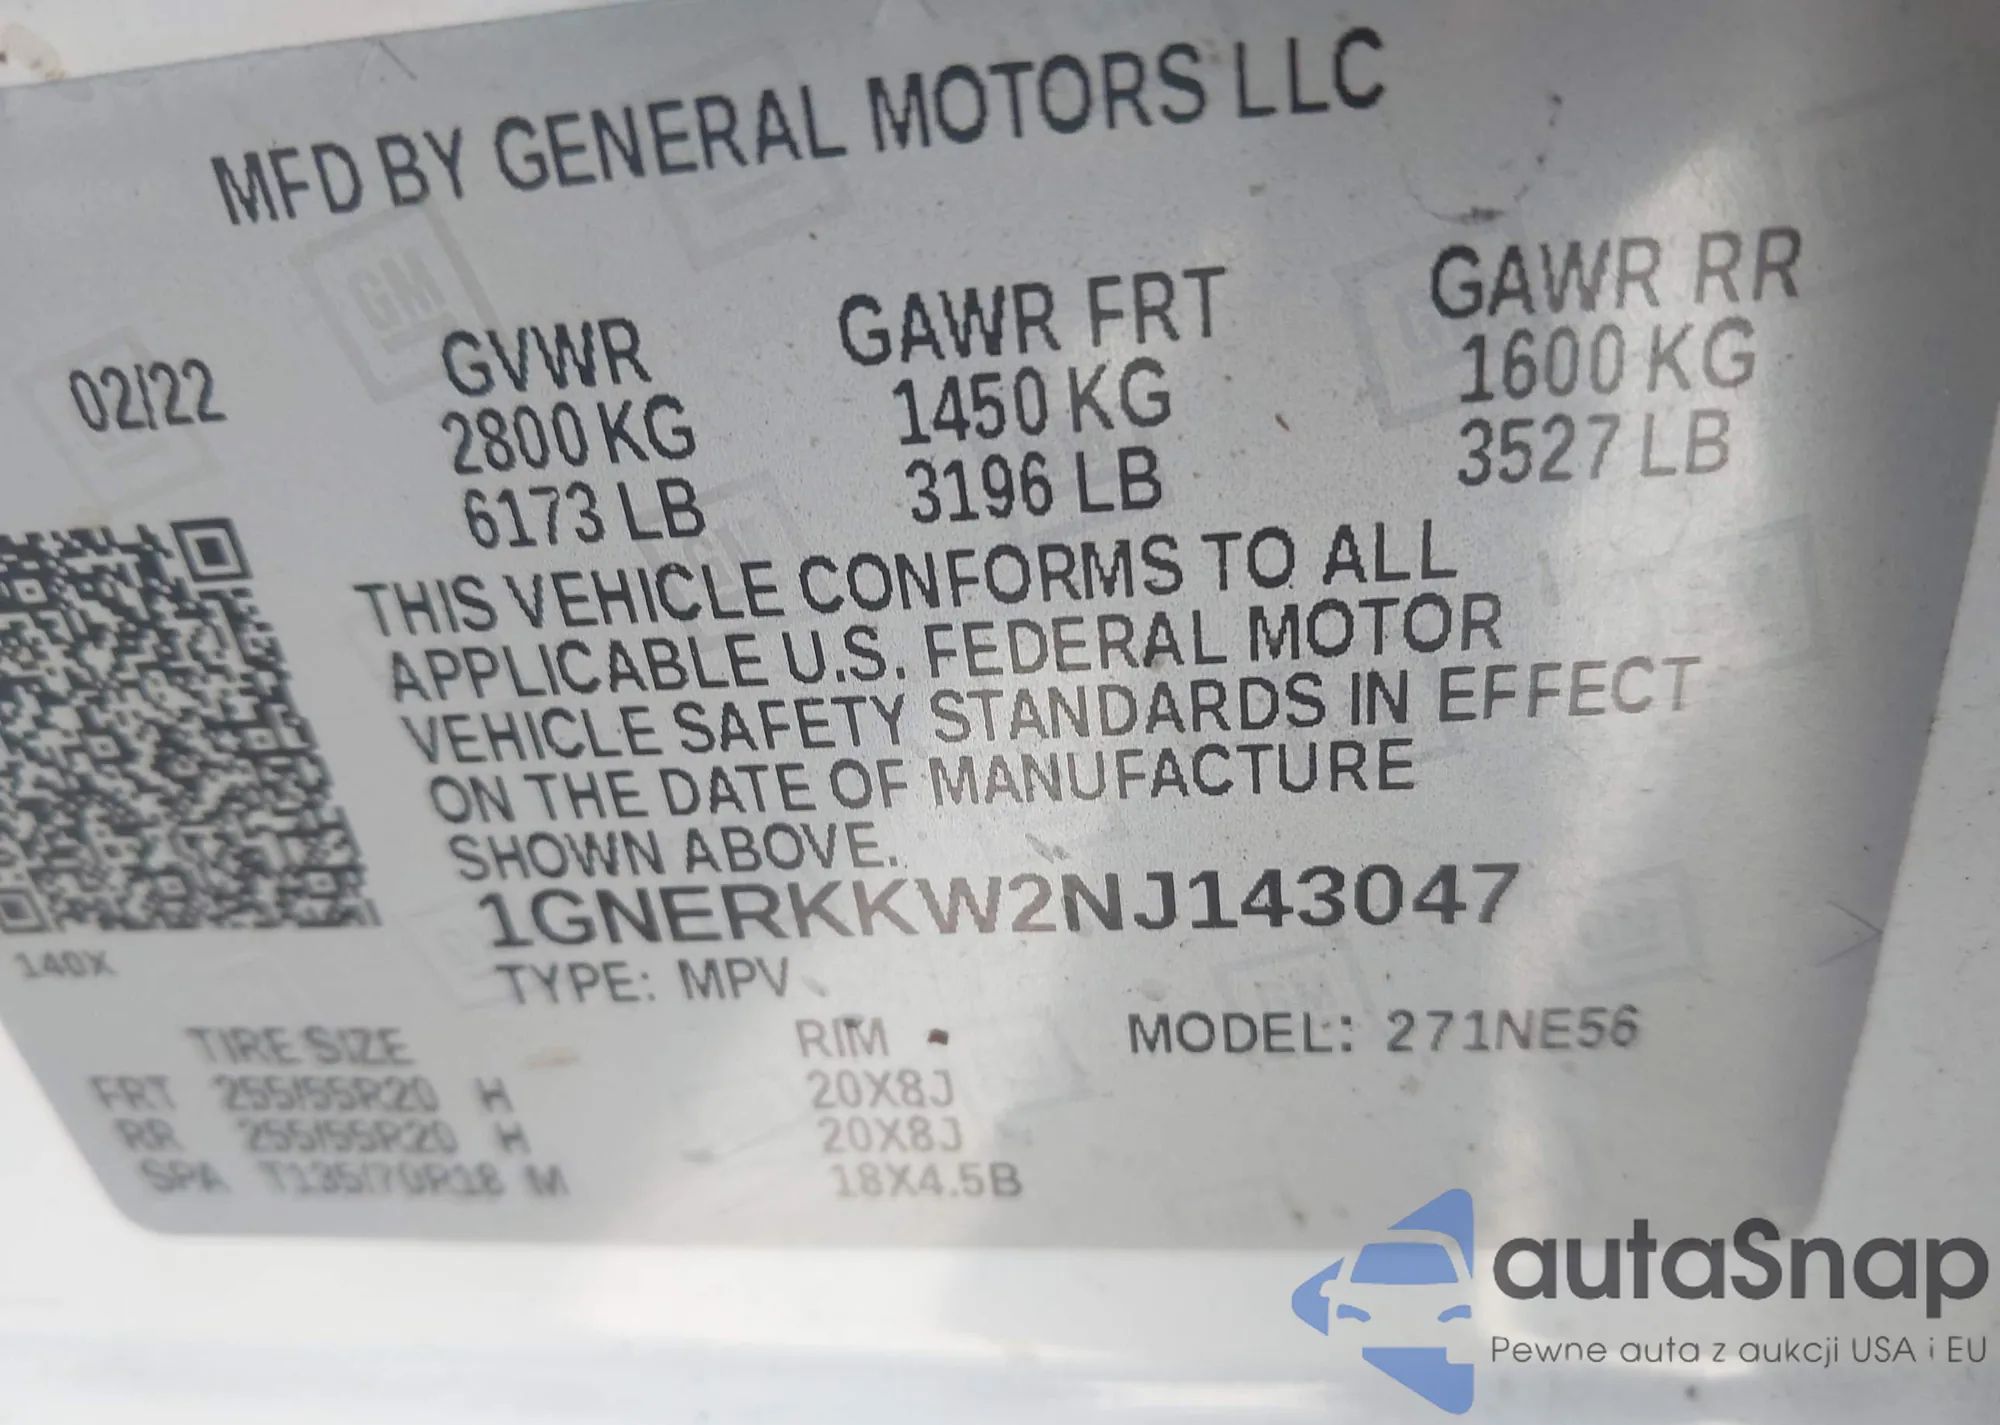 MFD BY GENERAL MOTORS LLC
02/22
GVWR
2800 KG
6173 LB
GAWR FRT
1450 KG
3196 LB
GAWR RR
1600 KG
3527 LB
THIS VEHICLE CONFORMS TO ALL
APPLICABLE U.S. FEDERAL MOTOR
VEHICLE SAFETY STANDARDS IN EFFECT
ON THE DATE OF MANUFACTURE
SHOWN ABOVE.
1GNERKKW2NJ143047
140X
TYPE: MPV
MODEL: 271NE56
TIRE SIZE RIM
FRT 255/55R20 H 20X8J
RR 255/55R20 H 20X8J
SPA T135/70R18 M 18X4.5B
GM
autaSnap
Pewne auta z aukcji USA i EU